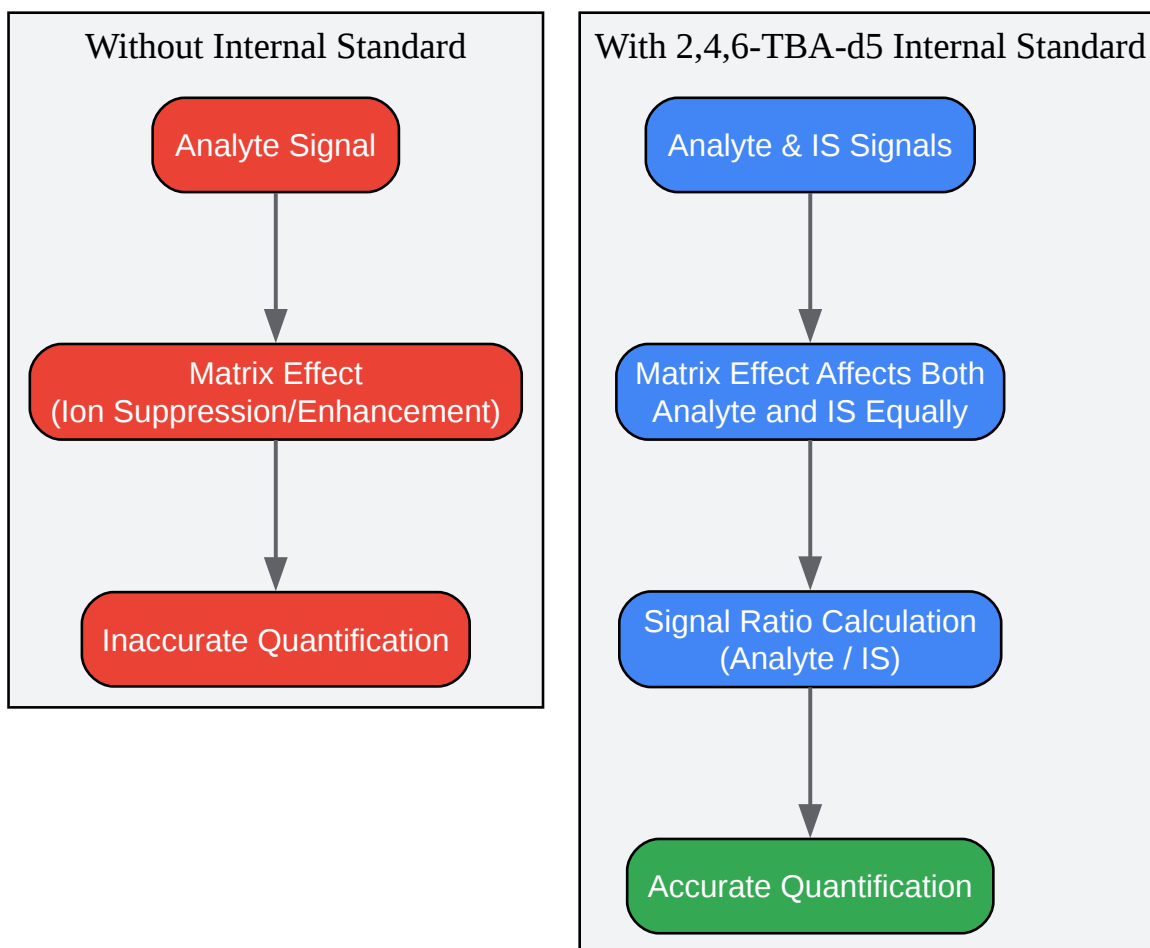 Without Internal Standard
Analyte Signal
Matrix Effect
(Ion Suppression/Enhancement)
Inaccurate Quantification
With 2,4,6-TBA-d5 Internal Standard
Analyte & IS Signals
Matrix Effect Affects Both
Analyte and IS Equally
Signal Ratio Calculation
(Analyte / IS)
Accurate Quantification